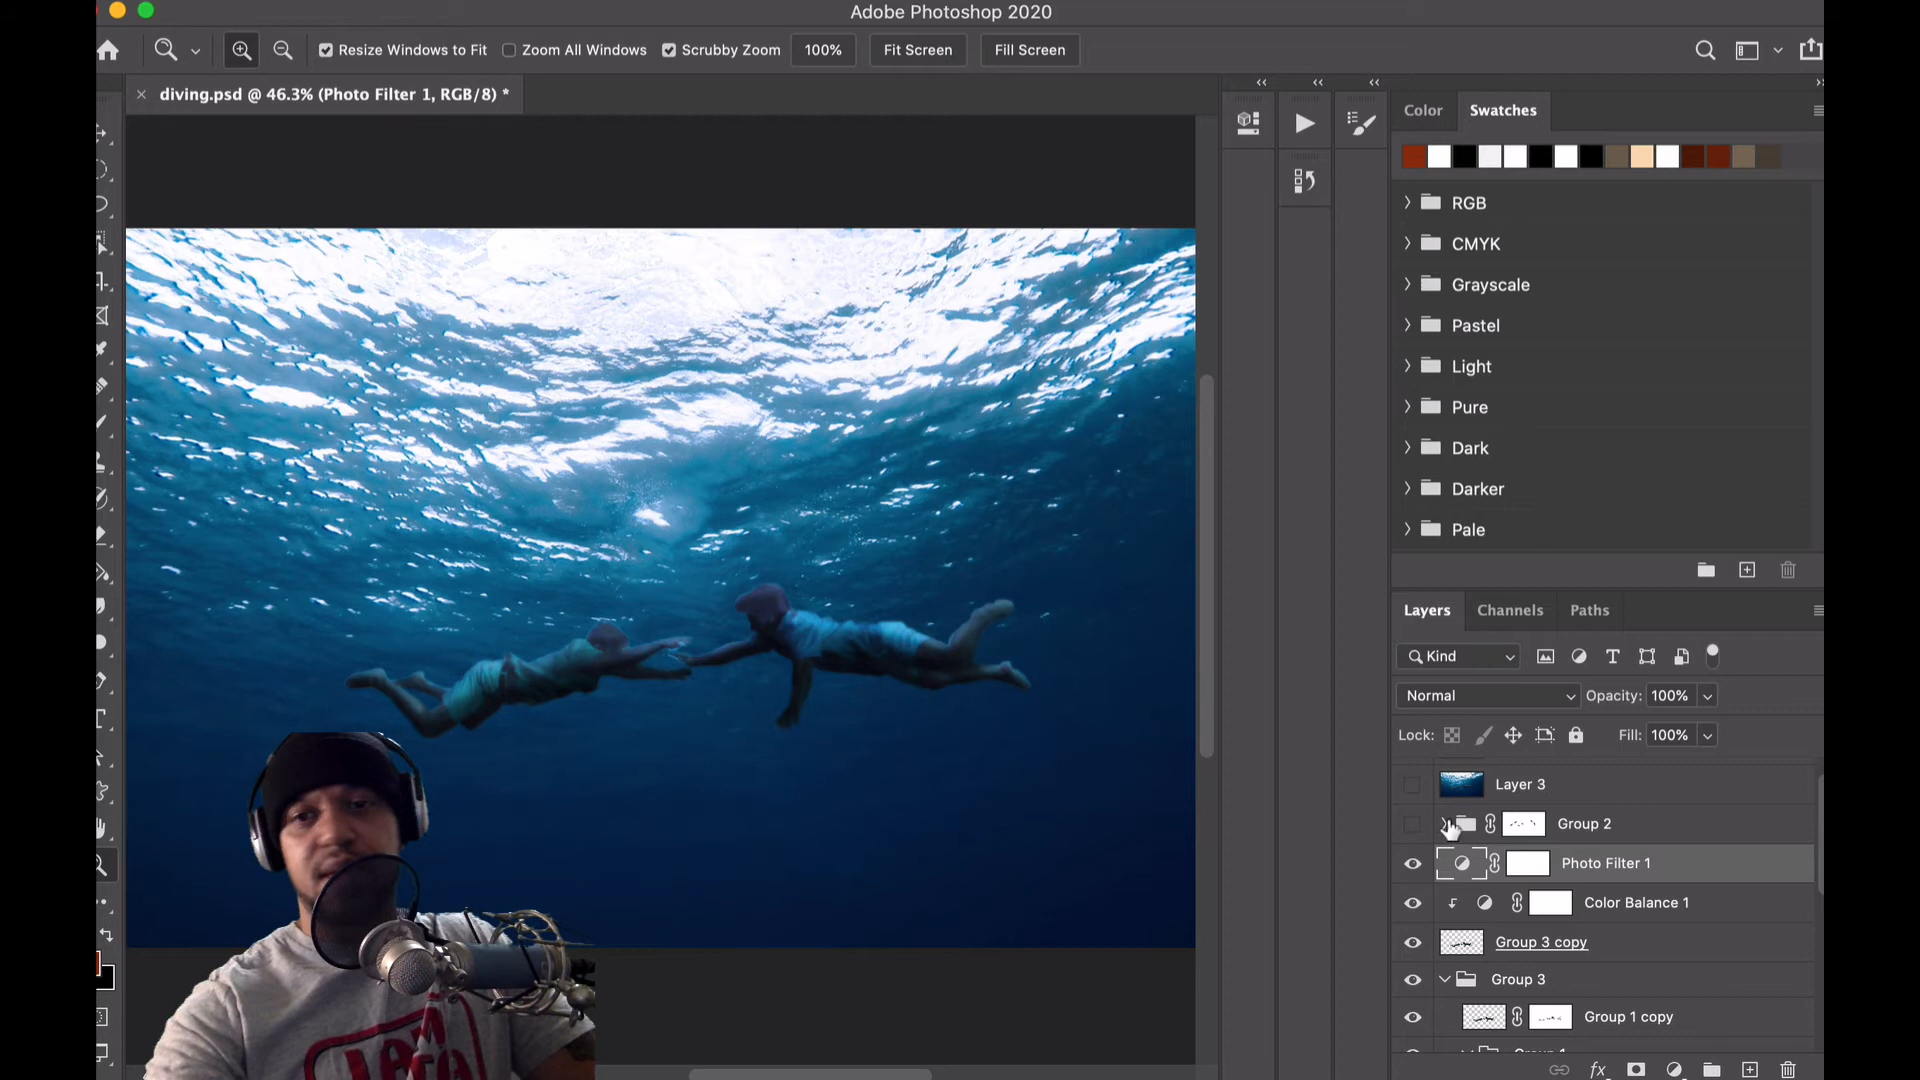 Adobe Photoshop 2020
Resize Windows to Fit Zoom All Windows Scrubby Zoom 100% Fit Screen Fill Screen
diving.psd @ 46.3% (Photo Filter 1, RGB/8) *
Color Swatches
RGB
CMYK
Grayscale
Pastel
Light
Pure
Dark
Darker
Pale
Layers Channels Paths
Kind
Normal Opacity: 100%
Lock: Fill: 100%
Layer 3
Group 2
Photo Filter 1
Color Balance 1
Group 3 copy
Group 3
Group 1 copy
fx